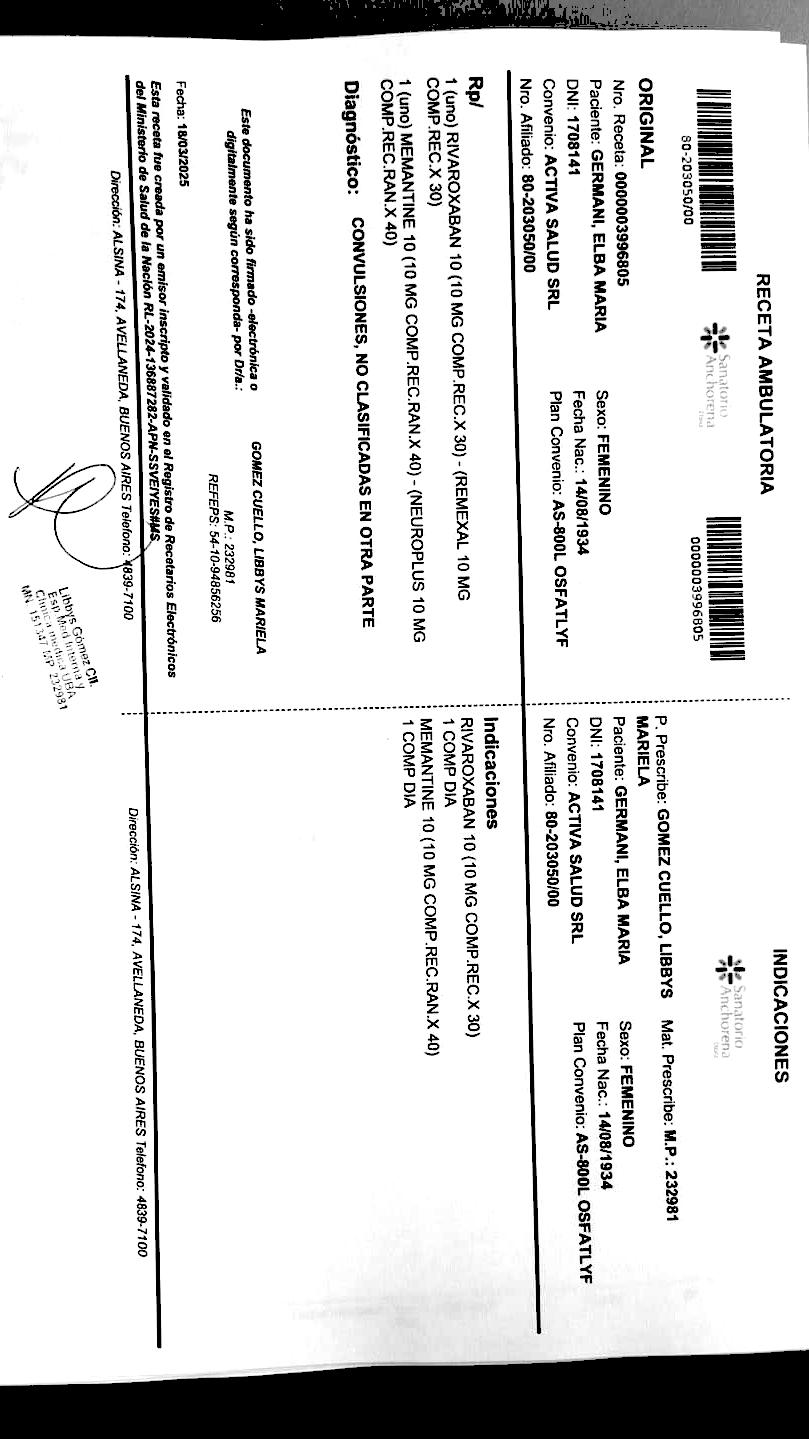 RECETA AMBULATORIA
80-203050/00
Sanatorio
Anchorena
0000003996805
ORIGINAL
Nro. Receta: 0000003996805
Paciente: GERMANI, ELBA MARIA
Sexo: FEMENINO
DNI: 1708141
Fecha Nac.: 14/08/1934
Convenio: ACTIVA SALUD SRL
Plan Convenio: AS-800L OSFATLYF
Nro. Afiliado: 80-203050/00
Rp/
1 (uno) RIVAROXABAN 10 (10 MG COMP.REC.X 30) - (REMEXAL 10 MG
COMP.REC.X 30)
1 (uno) MEMANTINE 10 (10 MG COMP.REC.RAN.X 40) - (NEUROPLUS 10 MG
COMP.REC.RAN.X 40)
Diagnóstico: CONVULSIONES, NO CLASIFICADAS EN OTRA PARTE
Este documento ha sido firmado -electrónica o
digitalmente según corresponda- por Dr/a.:
GOMEZ CUELLO, LIBBYS MARIELA
M.P.: 232981
REFEPS: 54-10-94856256
Fecha: 18/03/2025
Esta receta fue creada por un emisor inscripto y validado en el Registro de Recetarios Electrónicos
del Ministerio de Salud de la Nación RL-2024-136887282-APN-SSVEIYES#MS
Dirección: ALSINA - 174, AVELLANEDA, BUENOS AIRES Telefono: 4839-7100
Libbys Gómez Cll.
Esp. Med Interna y
Clínica médica UBA
MN 151347 MP 232981
INDICACIONES
Sanatorio
Anchorena
P. Prescribe: GOMEZ CUELLO, LIBBYS
MARIELA
Mat. Prescribe: M.P.: 232981
Paciente: GERMANI, ELBA MARIA
Sexo: FEMENINO
DNI: 1708141
Fecha Nac.: 14/08/1934
Convenio: ACTIVA SALUD SRL
Plan Convenio: AS-800L OSFATLYF
Nro. Afiliado: 80-203050/00
Indicaciones
RIVAROXABAN 10 (10 MG COMP.REC.X 30)
1 COMP DIA
MEMANTINE 10 (10 MG COMP.REC.RAN.X 40)
1 COMP DIA
Dirección: ALSINA - 174, AVELLANEDA, BUENOS AIRES Telefono: 4839-7100